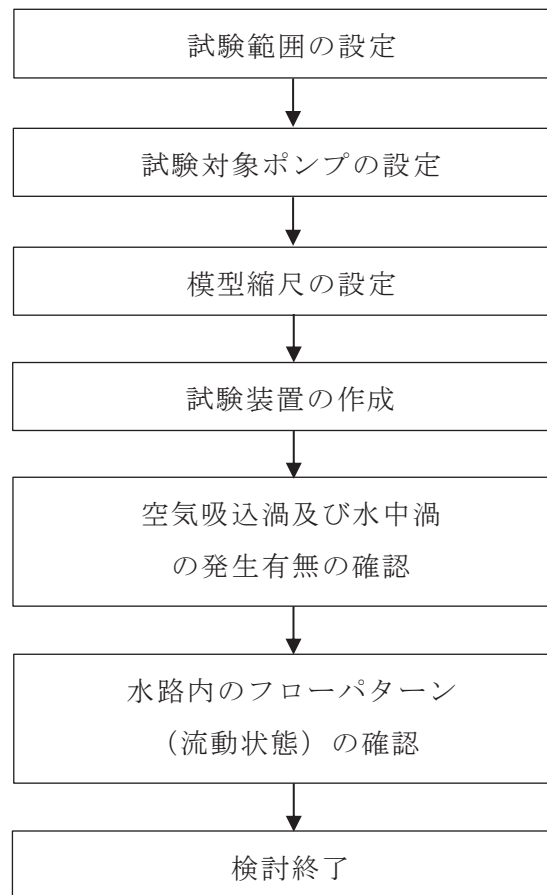 試験範囲の設定
試験対象ポンプの設定
模型縮尺の設定
試験装置の作成
空気吸込渦及び水中渦
の発生有無の確認
水路内のフローパターン
（流動状態）の確認
検討終了